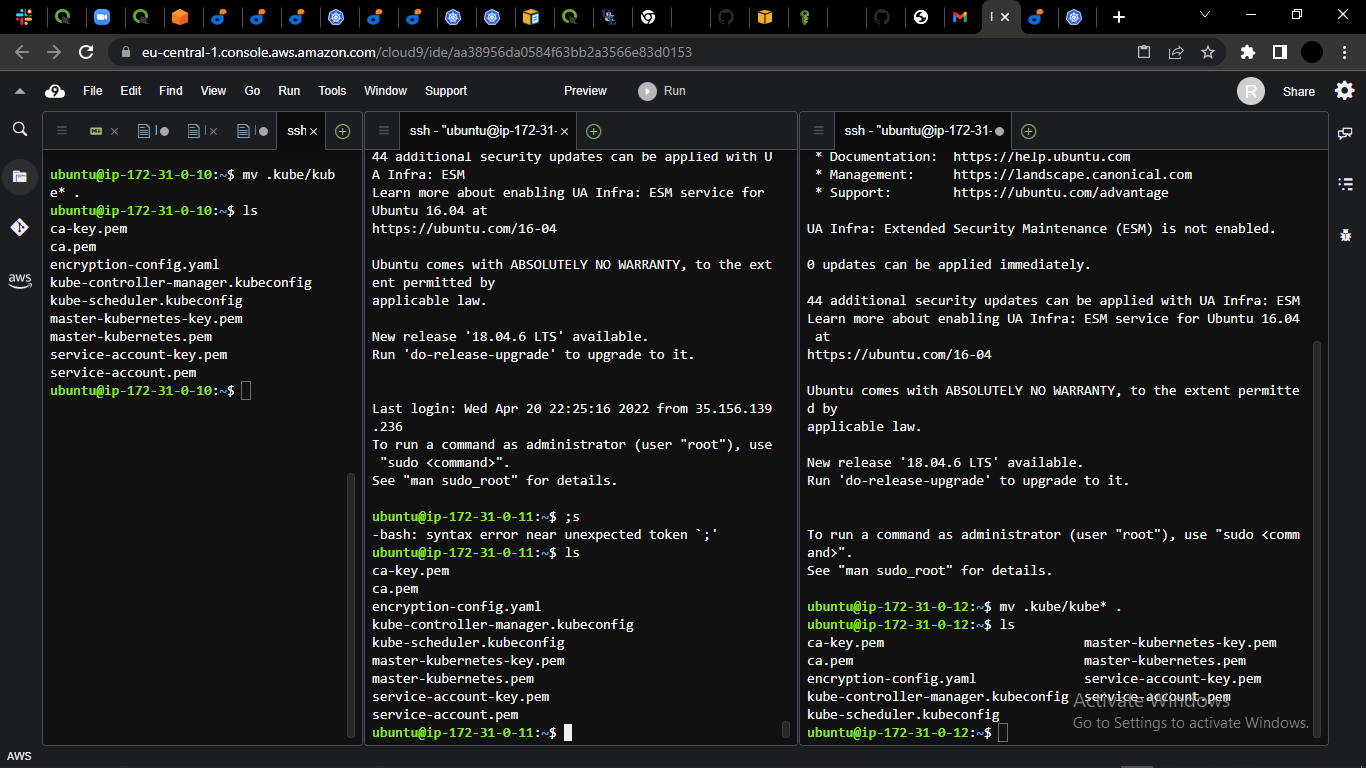 eu-central-1.console.aws.amazon.com/cloud9/ide/aa38956da0584f63bb2a3566e83d0153
File Edit Find View Go Run Tools Window Support Preview Run
R Share
ssh
ubuntu@ip-172-31-0-10:~$ mv .kube/kub
e* .
ubuntu@ip-172-31-0-10:~$ ls
ca-key.pem
ca.pem
encryption-config.yaml
kube-controller-manager.kubeconfig
kube-scheduler.kubeconfig
master-kubernetes-key.pem
master-kubernetes.pem
service-account-key.pem
service-account.pem
ubuntu@ip-172-31-0-10:~$
ssh - "ubuntu@ip-172-31-
44 additional security updates can be applied with U
A Infra: ESM
Learn more about enabling UA Infra: ESM service for
Ubuntu 16.04 at
https://ubuntu.com/16-04
Ubuntu comes with ABSOLUTELY NO WARRANTY, to the ext
ent permitted by
applicable law.
New release '18.04.6 LTS' available.
Run 'do-release-upgrade' to upgrade to it.
Last login: Wed Apr 20 22:25:16 2022 from 35.156.139
.236
To run a command as administrator (user "root"), use
"sudo <command>".
See "man sudo_root" for details.
ubuntu@ip-172-31-0-11:~$ ;s
-bash: syntax error near unexpected token `;'
ubuntu@ip-172-31-0-11:~$ ls
ca-key.pem
ca.pem
encryption-config.yaml
kube-controller-manager.kubeconfig
kube-scheduler.kubeconfig
master-kubernetes-key.pem
master-kubernetes.pem
service-account-key.pem
service-account.pem
ubuntu@ip-172-31-0-11:~$
ssh - "ubuntu@ip-172-31-
* Documentation: https://help.ubuntu.com
* Management: https://landscape.canonical.com
* Support: https://ubuntu.com/advantage
UA Infra: Extended Security Maintenance (ESM) is not enabled.
0 updates can be applied immediately.
44 additional security updates can be applied with UA Infra: ESM
Learn more about enabling UA Infra: ESM service for Ubuntu 16.04
at
https://ubuntu.com/16-04
Ubuntu comes with ABSOLUTELY NO WARRANTY, to the extent permitte
d by
applicable law.
New release '18.04.6 LTS' available.
Run 'do-release-upgrade' to upgrade to it.
To run a command as administrator (user "root"), use "sudo <comm
and>".
See "man sudo_root" for details.
ubuntu@ip-172-31-0-12:~$ mv .kube/kube* .
ubuntu@ip-172-31-0-12:~$ ls
ca-key.pem master-kubernetes-key.pem
ca.pem master-kubernetes.pem
encryption-config.yaml service-account-key.pem
kube-controller-manager.kubeconfig service-account.pem
kube-scheduler.kubeconfig
ubuntu@ip-172-31-0-12:~$
Activate Windows
Go to Settings to activate Windows.
aws
AWS